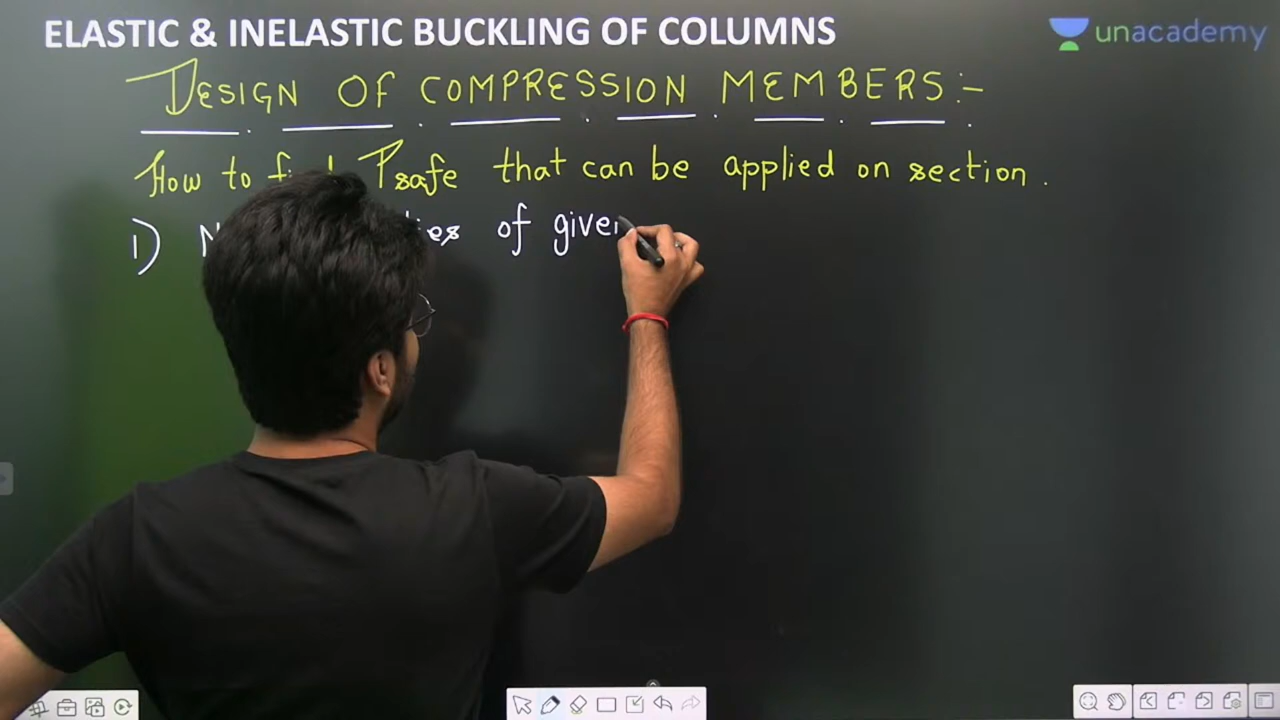 ELASTIC & INELASTIC BUCKLING OF COLUMNS
unacademy
DESIGN OF COMPRESSION MEMBERS :-
How to Psafe that can be applied on section .
1) of